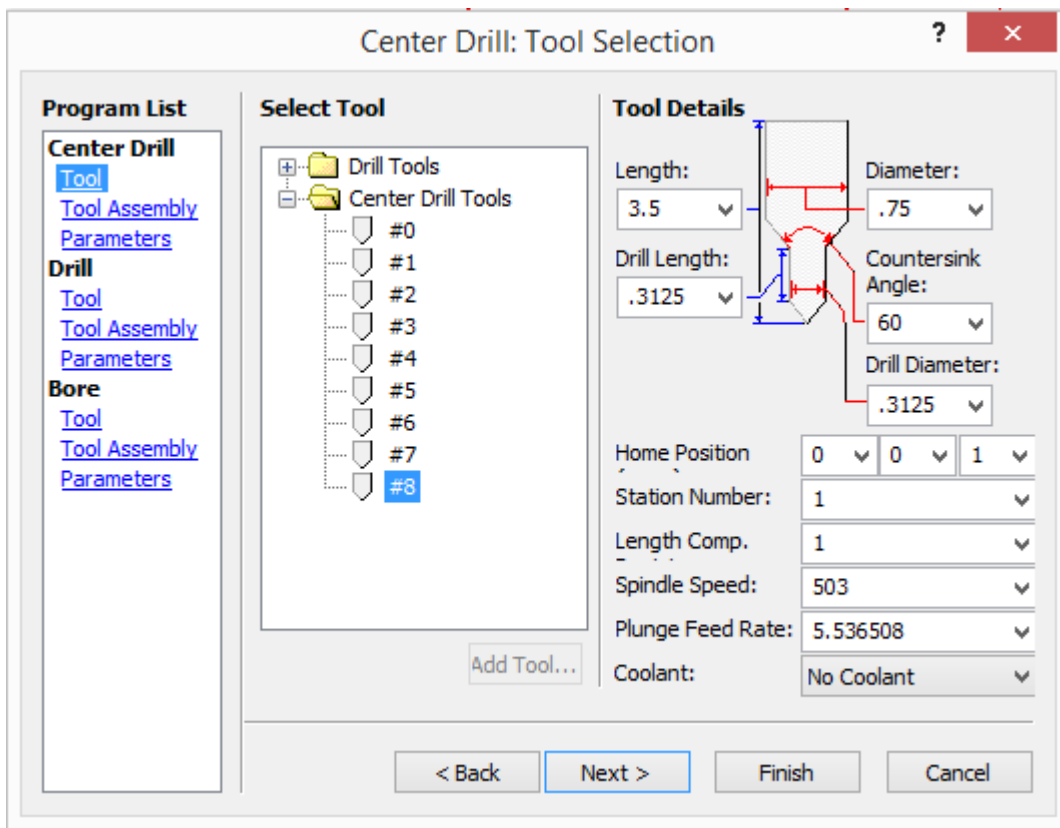 Center Drill: Tool Selection
?
Program List
Center Drill
Tool
Tool Assembly
Parameters
Drill
Tool
Tool Assembly
Parameters
Bore
Tool
Tool Assembly
Parameters
Select Tool
Drill Tools
Center Drill Tools
#0
#1
#2
#3
#4
#5
#6
#7
#8
Add Tool...
Tool Details
Length:
3.5
Diameter:
.75
Drill Length:
.3125
Countersink
Angle:
60
Drill Diameter:
.3125
Home Position
0 0 1
Station Number:
1
Length Comp.
1
Spindle Speed:
503
Plunge Feed Rate:
5.536508
Coolant:
No Coolant
< Back
Next >
Finish
Cancel